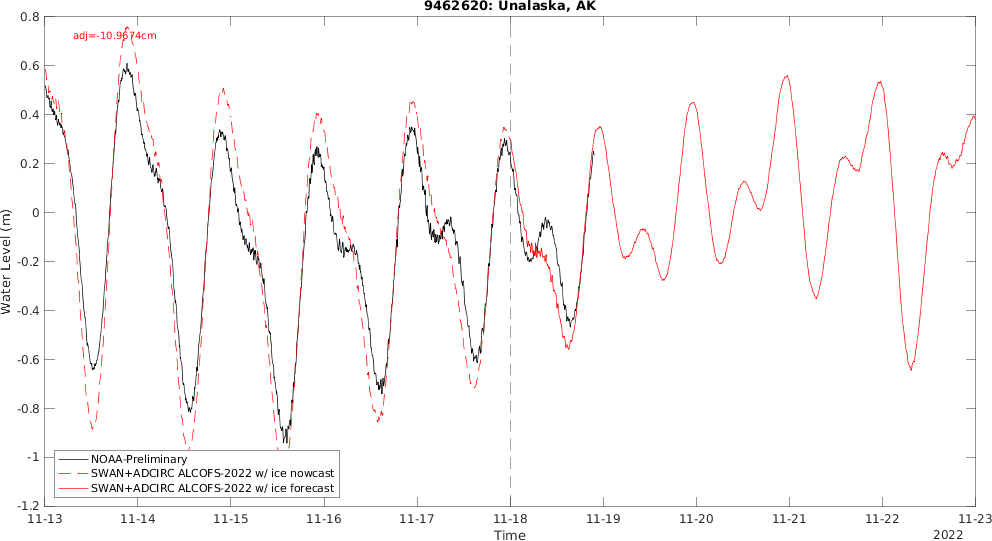 9462620: Unalaska, AK
adj=-10.9674cm
0.8
0.6
0.4
0.2
0
-0.2
-0.4
-0.6
-0.8
-1
-1.2
Water Level (m)
NOAA-Preliminary
SWAN+ADCIRC ALCOFS-2022 w/ ice nowcast
SWAN+ADCIRC ALCOFS-2022 w/ ice forecast
11-13 11-14 11-15 11-16 11-17 11-18 11-19 11-20 11-21 11-22 11-23
Time
2022